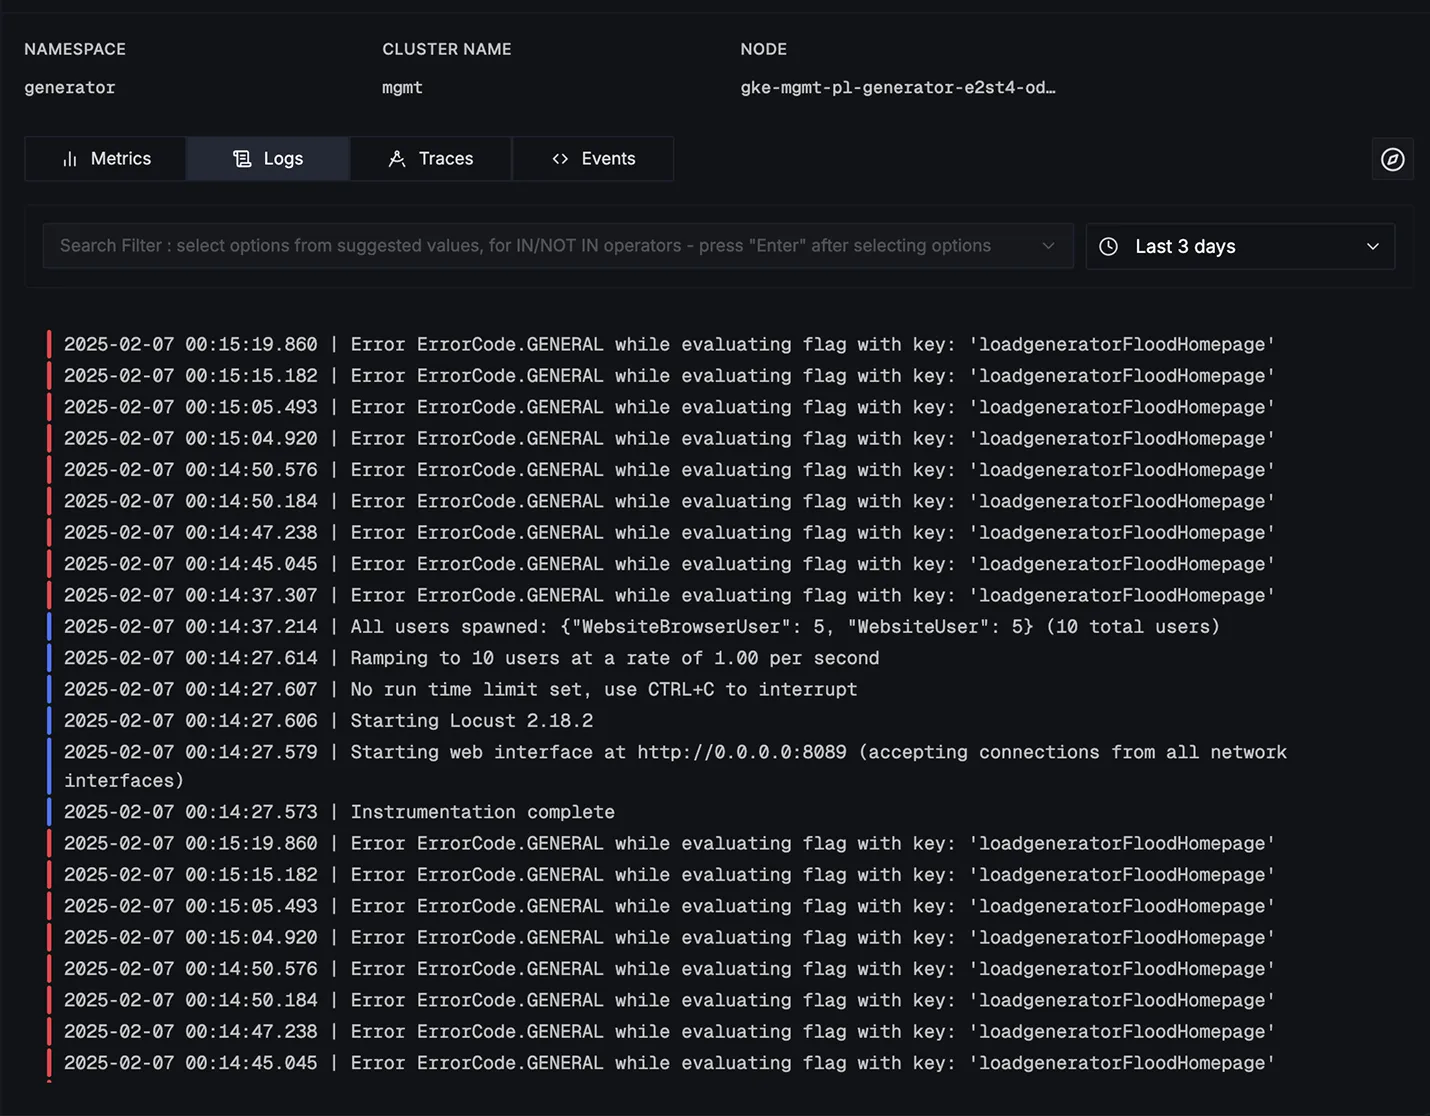 NAMESPACE CLUSTER NAME NODE
generator mgmt gke-mgmt-pl-generator-e2st4-od…
Metrics Logs Traces Events
Search Filter : select options from suggested values, for IN/NOT IN operators - press "Enter" after selecting options Last 3 days
2025-02-07 00:15:19.860 | Error ErrorCode.GENERAL while evaluating flag with key: 'loadgeneratorFloodHomepage'
2025-02-07 00:15:15.182 | Error ErrorCode.GENERAL while evaluating flag with key: 'loadgeneratorFloodHomepage'
2025-02-07 00:15:05.493 | Error ErrorCode.GENERAL while evaluating flag with key: 'loadgeneratorFloodHomepage'
2025-02-07 00:15:04.920 | Error ErrorCode.GENERAL while evaluating flag with key: 'loadgeneratorFloodHomepage'
2025-02-07 00:14:50.576 | Error ErrorCode.GENERAL while evaluating flag with key: 'loadgeneratorFloodHomepage'
2025-02-07 00:14:50.184 | Error ErrorCode.GENERAL while evaluating flag with key: 'loadgeneratorFloodHomepage'
2025-02-07 00:14:47.238 | Error ErrorCode.GENERAL while evaluating flag with key: 'loadgeneratorFloodHomepage'
2025-02-07 00:14:45.045 | Error ErrorCode.GENERAL while evaluating flag with key: 'loadgeneratorFloodHomepage'
2025-02-07 00:14:37.307 | Error ErrorCode.GENERAL while evaluating flag with key: 'loadgeneratorFloodHomepage'
2025-02-07 00:14:37.214 | All users spawned: {"WebsiteBrowserUser": 5, "WebsiteUser": 5} (10 total users)
2025-02-07 00:14:27.614 | Ramping to 10 users at a rate of 1.00 per second
2025-02-07 00:14:27.607 | No run time limit set, use CTRL+C to interrupt
2025-02-07 00:14:27.606 | Starting Locust 2.18.2
2025-02-07 00:14:27.579 | Starting web interface at http://0.0.0.0:8089 (accepting connections from all network
interfaces)
2025-02-07 00:14:27.573 | Instrumentation complete
2025-02-07 00:15:19.860 | Error ErrorCode.GENERAL while evaluating flag with key: 'loadgeneratorFloodHomepage'
2025-02-07 00:15:15.182 | Error ErrorCode.GENERAL while evaluating flag with key: 'loadgeneratorFloodHomepage'
2025-02-07 00:15:05.493 | Error ErrorCode.GENERAL while evaluating flag with key: 'loadgeneratorFloodHomepage'
2025-02-07 00:15:04.920 | Error ErrorCode.GENERAL while evaluating flag with key: 'loadgeneratorFloodHomepage'
2025-02-07 00:14:50.576 | Error ErrorCode.GENERAL while evaluating flag with key: 'loadgeneratorFloodHomepage'
2025-02-07 00:14:50.184 | Error ErrorCode.GENERAL while evaluating flag with key: 'loadgeneratorFloodHomepage'
2025-02-07 00:14:47.238 | Error ErrorCode.GENERAL while evaluating flag with key: 'loadgeneratorFloodHomepage'
2025-02-07 00:14:45.045 | Error ErrorCode.GENERAL while evaluating flag with key: 'loadgeneratorFloodHomepage'